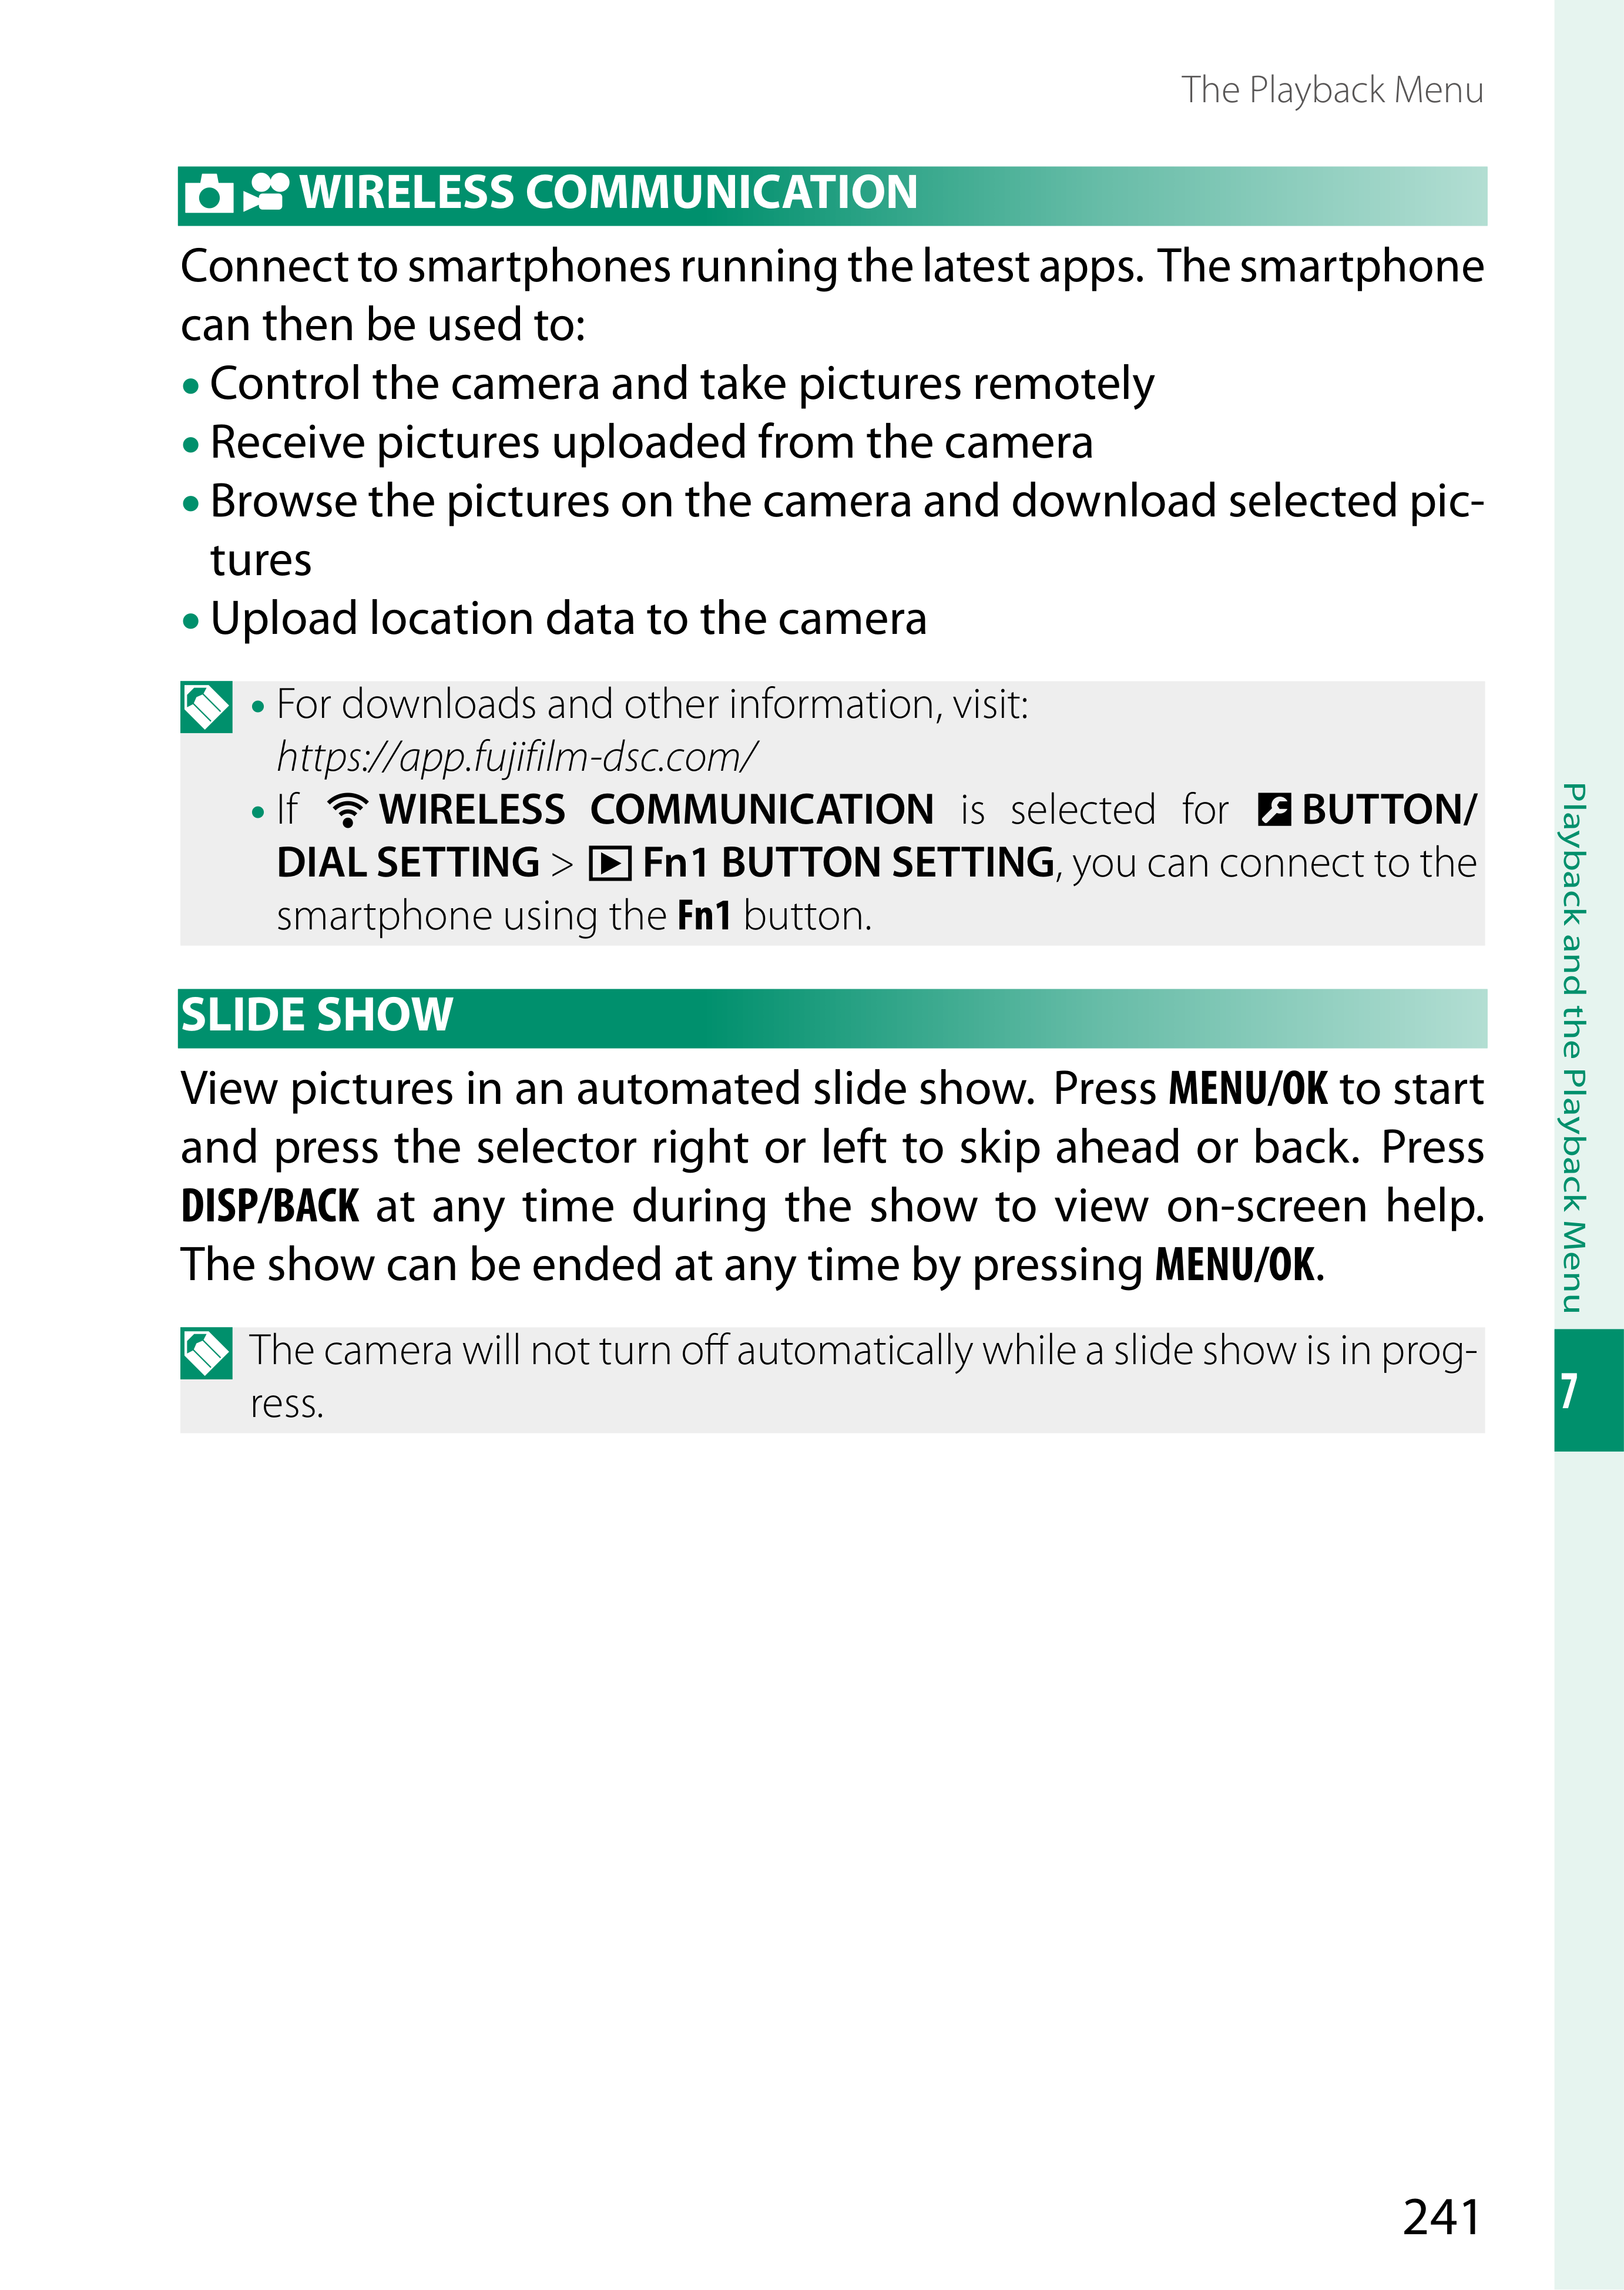 The Playback Menu
WIRELESS COMMUNICATION
Connect to smartphones running the latest apps. The smartphone
can then be used to:
• Control the camera and take pictures remotely
• Receive pictures uploaded from the camera
• Browse the pictures on the camera and download selected pic-
tures
• Upload location data to the camera
• For downloads and other information, visit:
https://app.fujifilm-dsc.com/
• If WIRELESS COMMUNICATION is selected for BUTTON/
DIAL SETTING > Fn1 BUTTON SETTING, you can connect to the
smartphone using the Fn1 button.
SLIDE SHOW
View pictures in an automated slide show. Press MENU/OK to start
and press the selector right or left to skip ahead or back. Press
DISP/BACK at any time during the show to view on-screen help.
The show can be ended at any time by pressing MENU/OK.
The camera will not turn off automatically while a slide show is in prog-
ress.
Playback and the Playback Menu
7
241